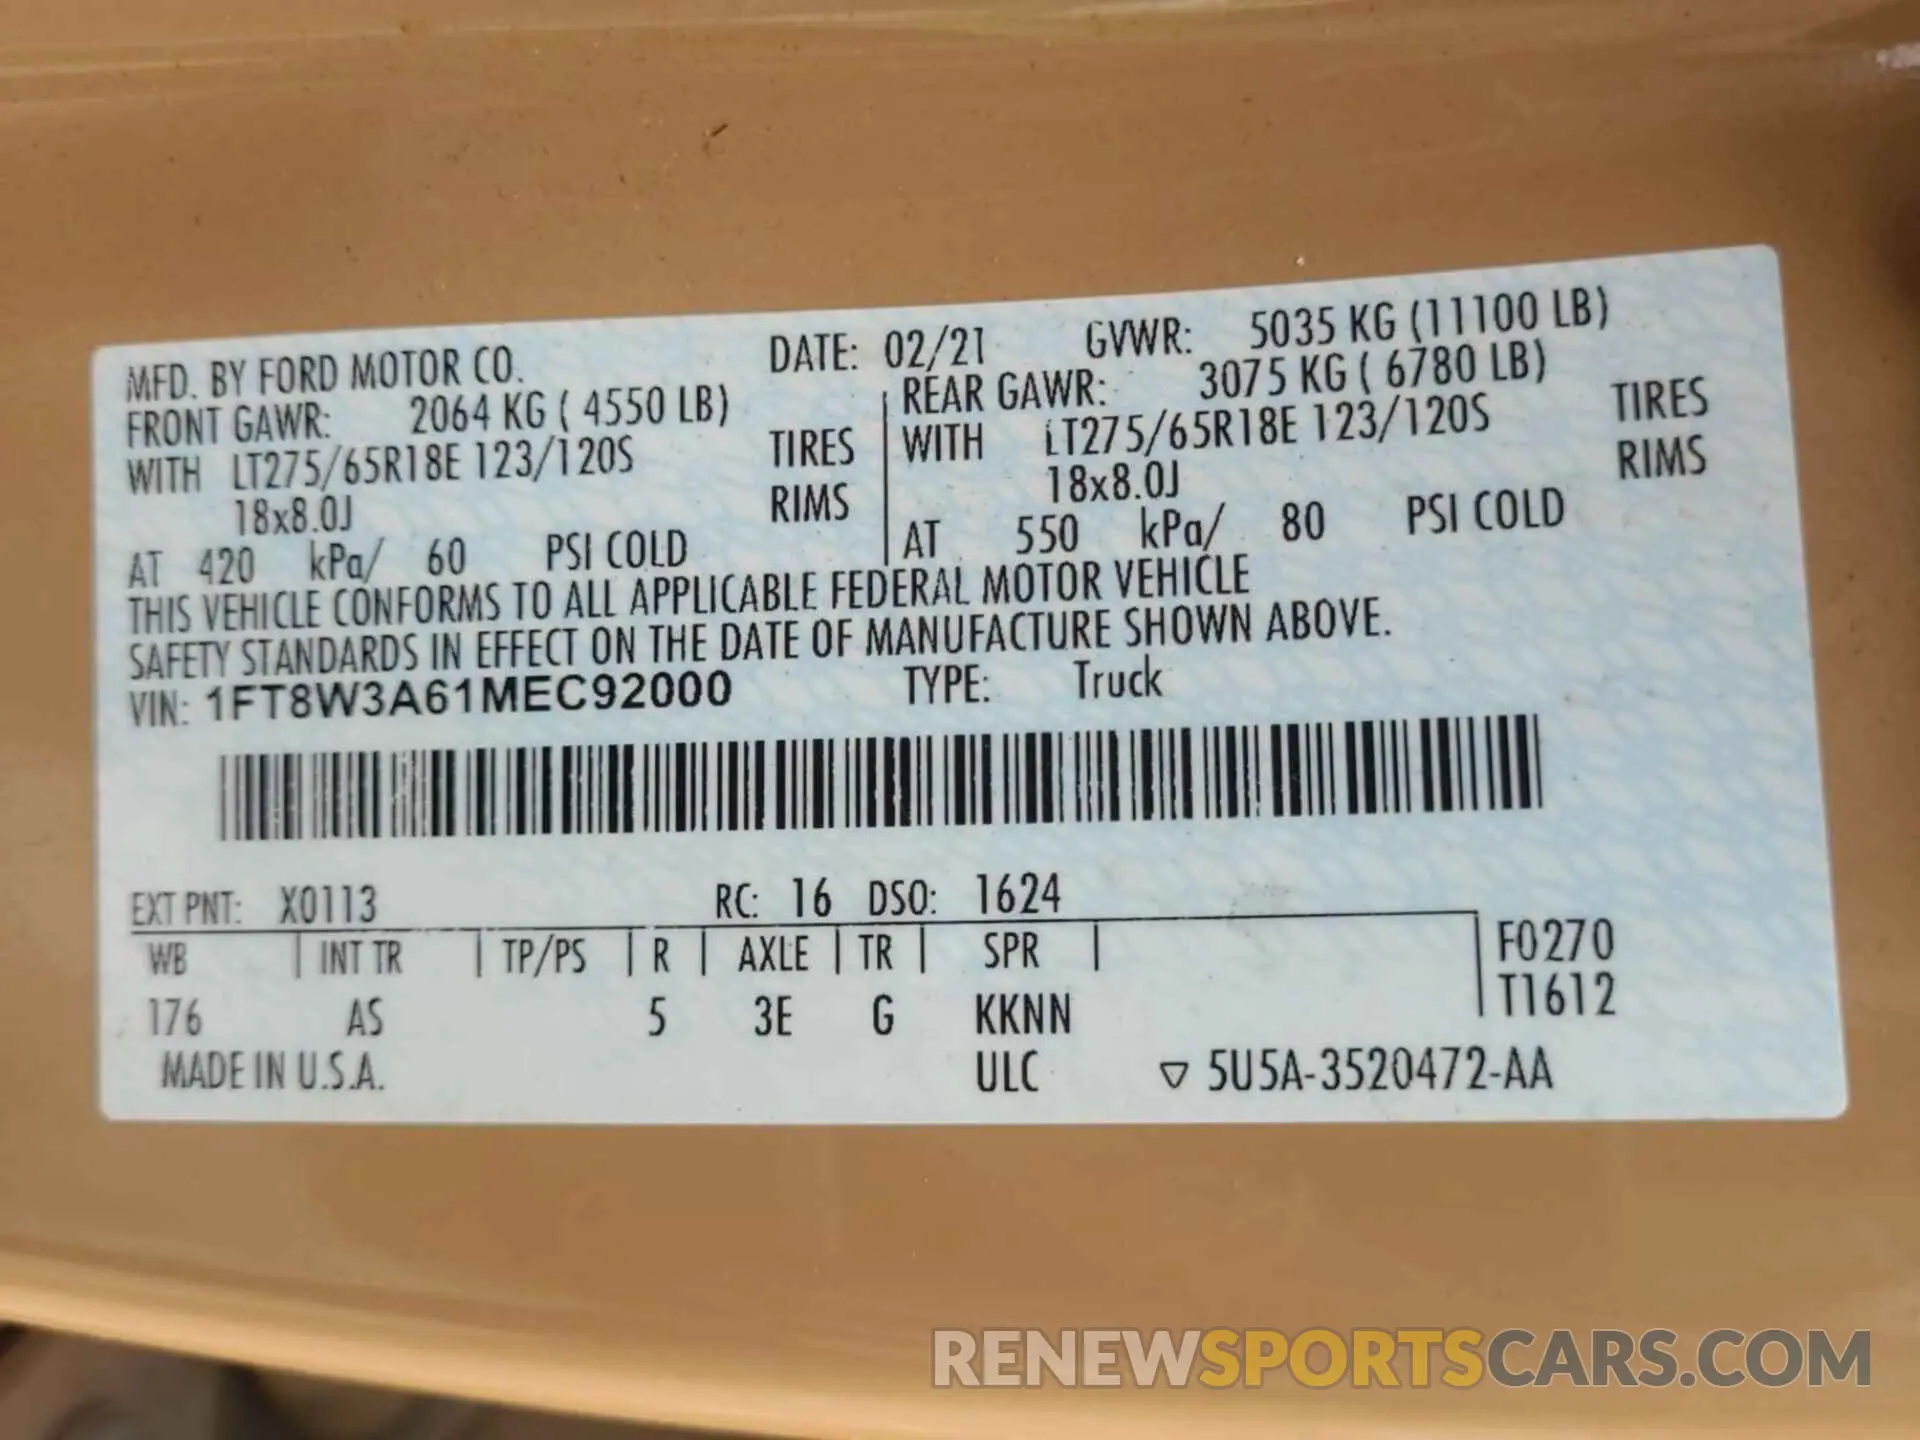 MFD. BY FORD MOTOR CO. DATE: 02/21 GVWR: 5035 KG (11100 LB)
FRONT GAWR: 2064 KG ( 4550 LB) REAR GAWR: 3075 KG ( 6780 LB)
WITH LT275/65R18E 123/120S TIRES WITH LT275/65R18E 123/120S TIRES
18x8.0J RIMS 18x8.0J RIMS
AT 420 kPa/ 60 PSI COLD AT 550 kPa/ 80 PSI COLD
THIS VEHICLE CONFORMS TO ALL APPLICABLE FEDERAL MOTOR VEHICLE
SAFETY STANDARDS IN EFFECT ON THE DATE OF MANUFACTURE SHOWN ABOVE.
VIN: 1FT8W3A61MEC92000 TYPE: Truck
EXT PNT: X0113 RC: 16 DSO: 1624
WB INT TR TP/PS R AXLE TR SPR F0270
T1612
176 AS 5 3E G KKNN
MADE IN U.S.A. ULC ▽ 5U5A-3520472-AA
RENEWSPORTSCARS.COM